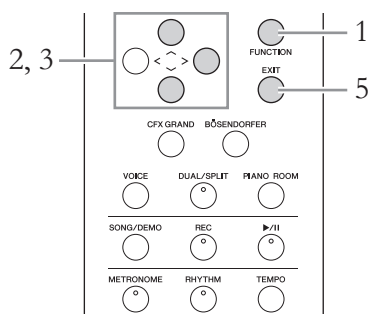 1
FUNCTION
2, 3
< >
EXIT
5
CFX GRAND BÖSENDORFER
VOICE DUAL/SPLIT PIANO ROOM
SONG/DEMO REC ▶/II
METRONOME RHYTHM TEMPO